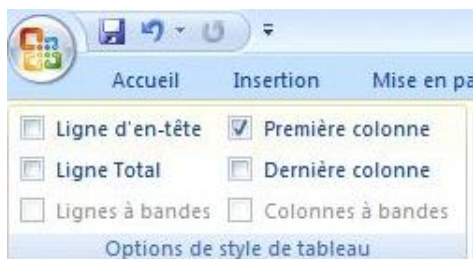 Accueil Insertion Mise en pa
Ligne d'en-tête Première colonne
Ligne Total Dernière colonne
Lignes à bandes Colonnes à bandes
Options de style de tableau